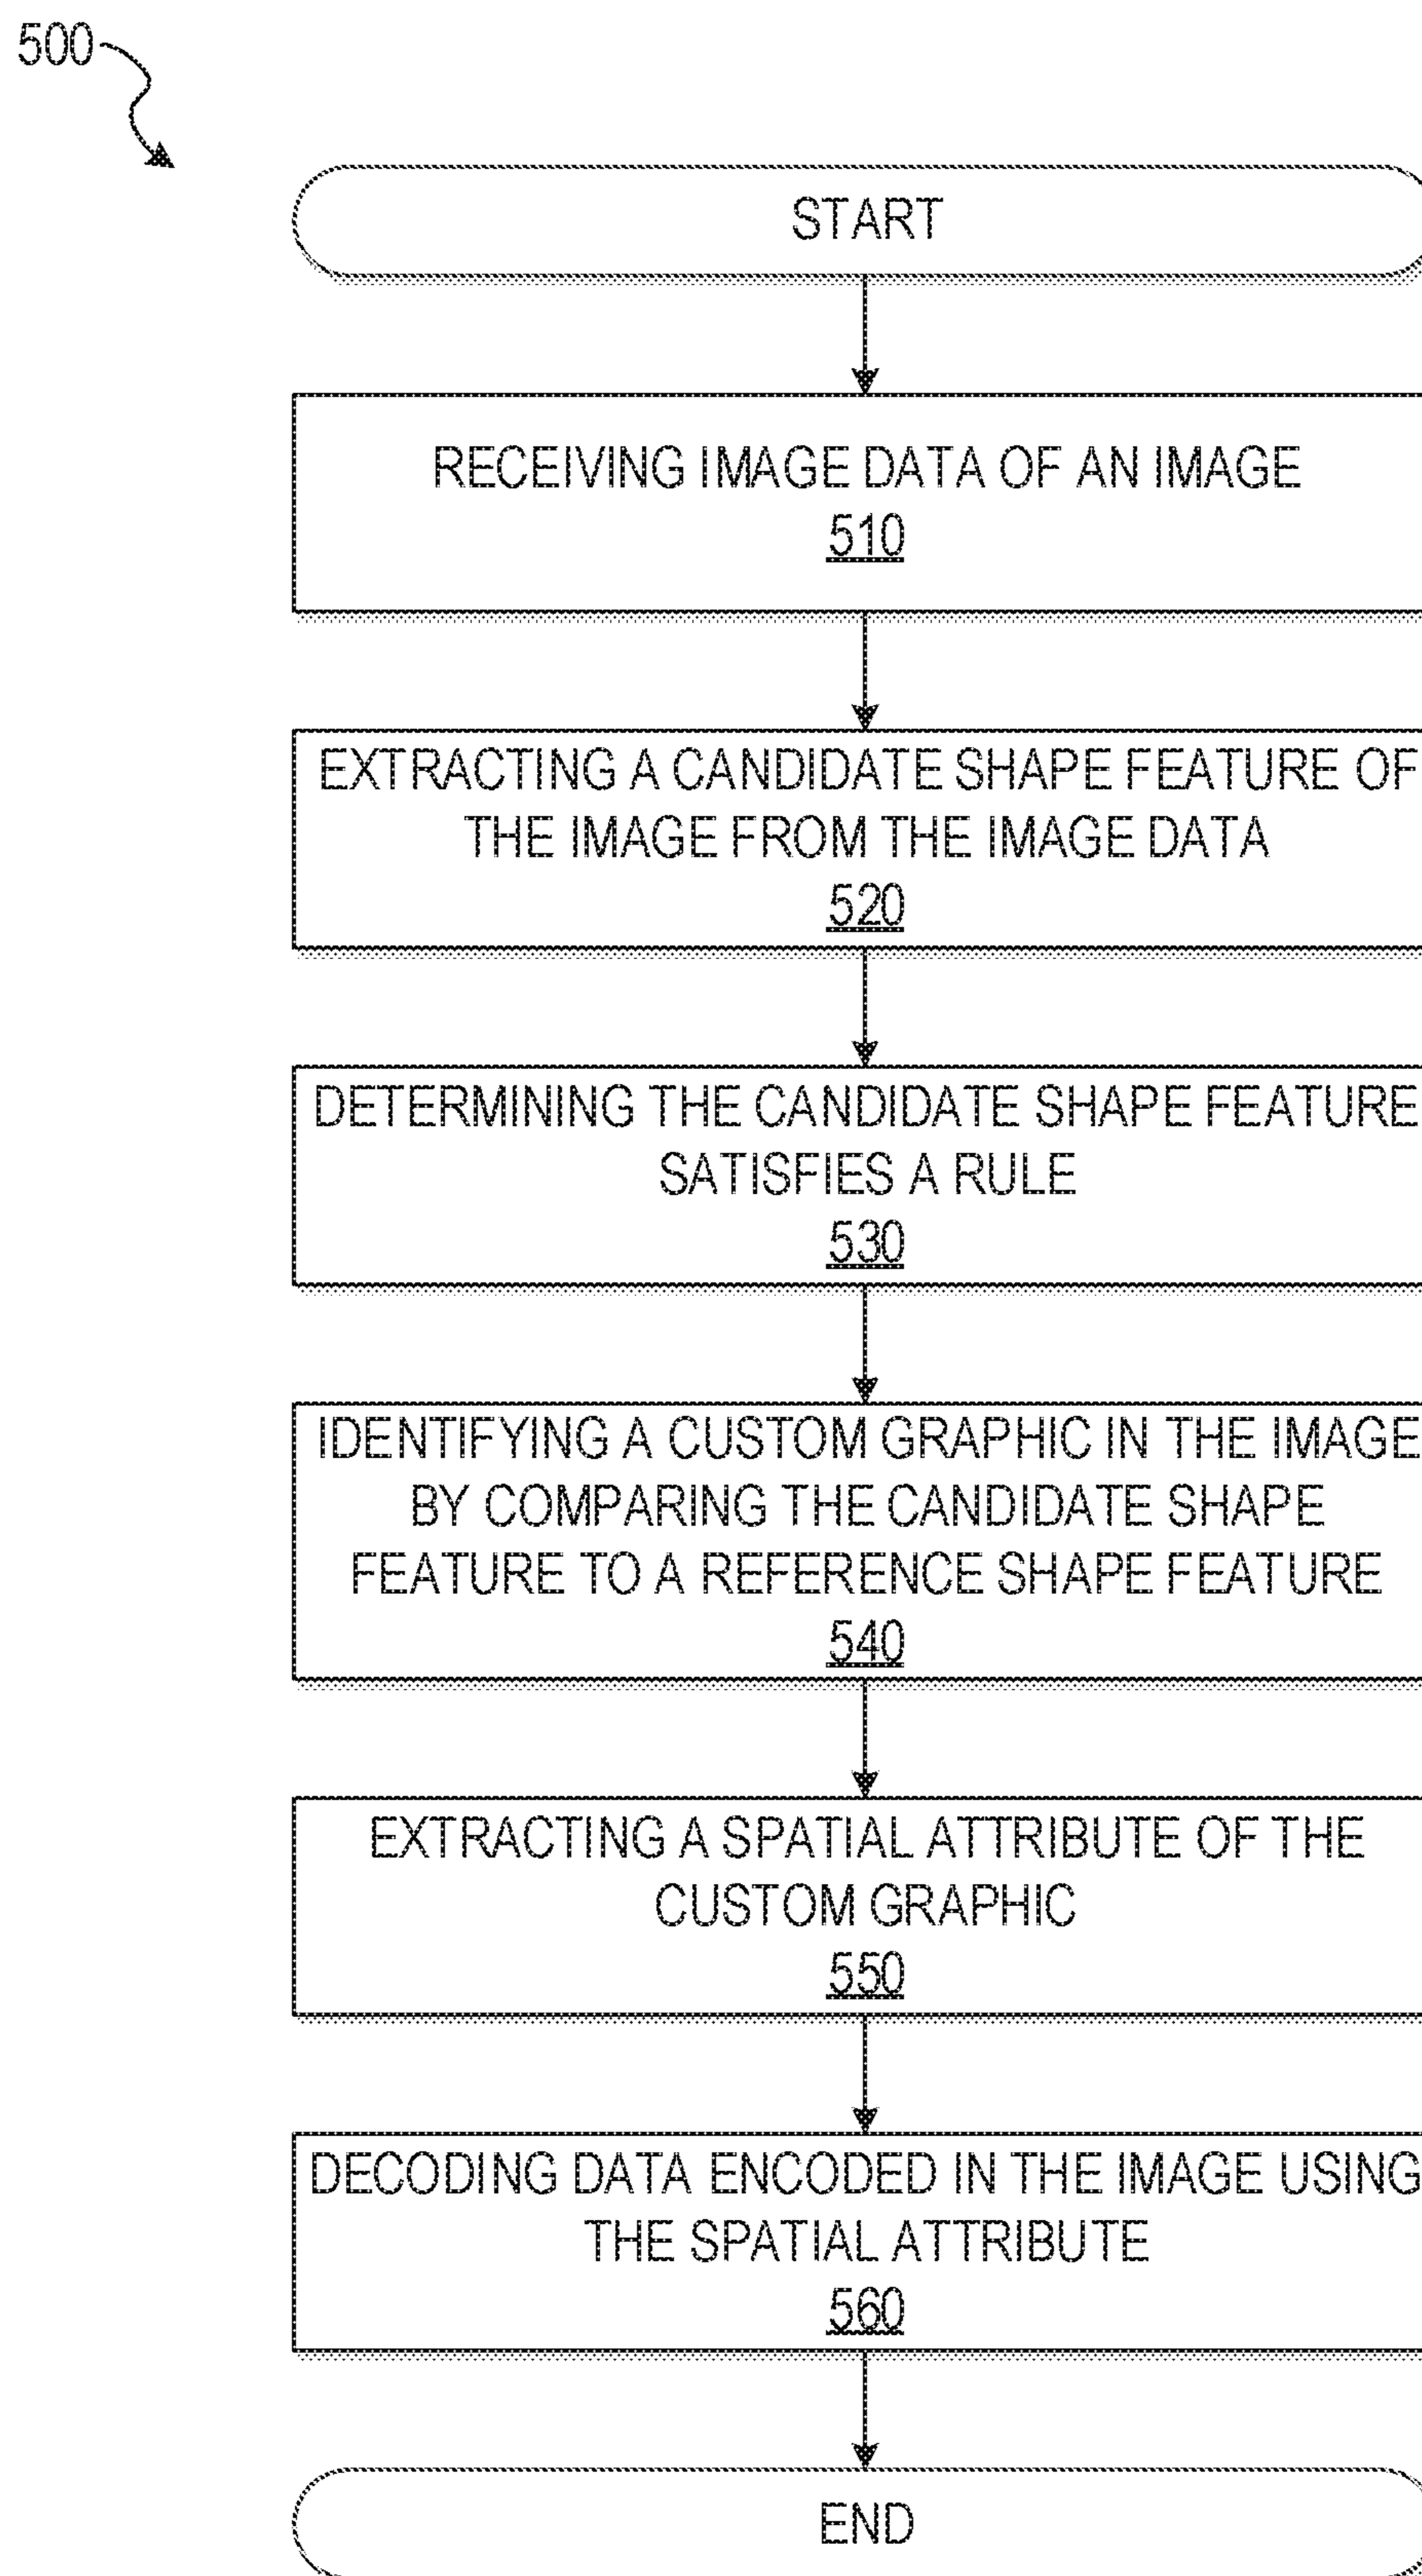 500
START
RECEIVING IMAGE DATA OF AN IMAGE
510
EXTRACTING A CANDIDATE SHAPE FEATURE OF
THE IMAGE FROM THE IMAGE DATA
520
DETERMINING THE CANDIDATE SHAPE FEATURE
SATISFIES A RULE
530
IDENTIFYING A CUSTOM GRAPHIC IN THE IMAGE
BY COMPARING THE CANDIDATE SHAPE
FEATURE TO A REFERENCE SHAPE FEATURE
540
EXTRACTING A SPATIAL ATTRIBUTE OF THE
CUSTOM GRAPHIC
550
DECODING DATA ENCODED IN THE IMAGE USING
THE SPATIAL ATTRIBUTE
560
END